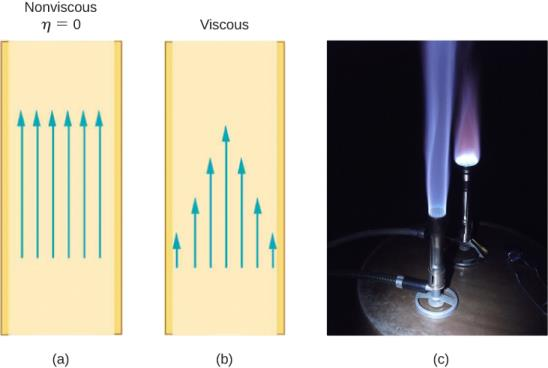 Nonviscous
η = 0
Viscous
(a)
(b)
(c)